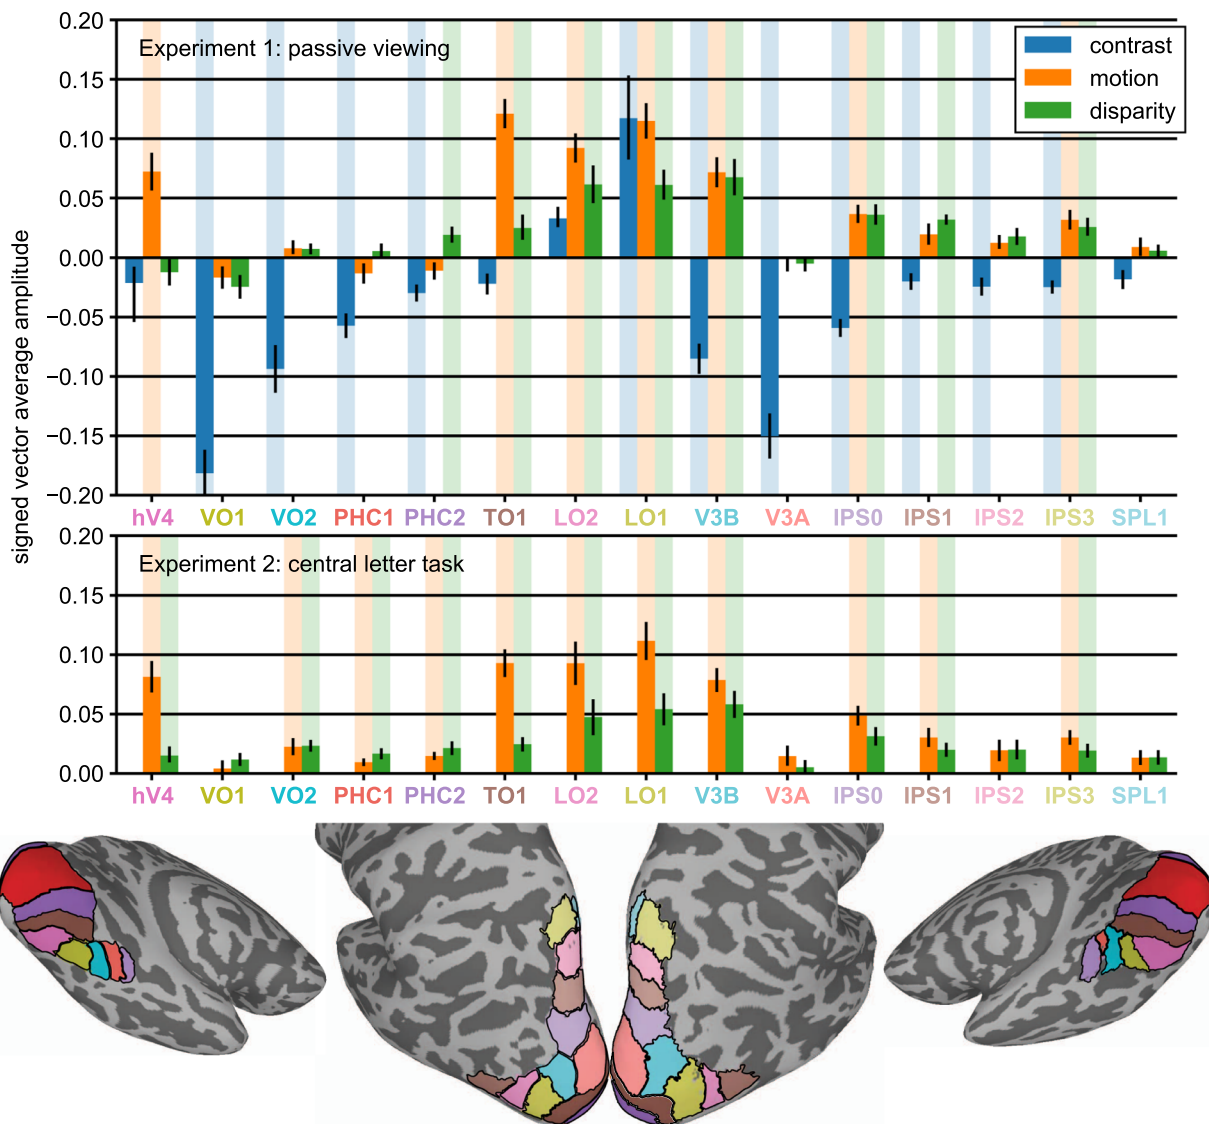 signed vector average amplitude
0.20
0.15
0.10
0.05
0.00
−0.05
−0.10
−0.15
−0.20
Experiment 1: passive viewing
contrast
motion
disparity
hV4 VO1 VO2 PHC1 PHC2 TO1 LO2 LO1 V3B V3A IPS0 IPS1 IPS2 IPS3 SPL1
0.20
0.15
0.10
0.05
0.00
Experiment 2: central letter task
hV4 VO1 VO2 PHC1 PHC2 TO1 LO2 LO1 V3B V3A IPS0 IPS1 IPS2 IPS3 SPL1